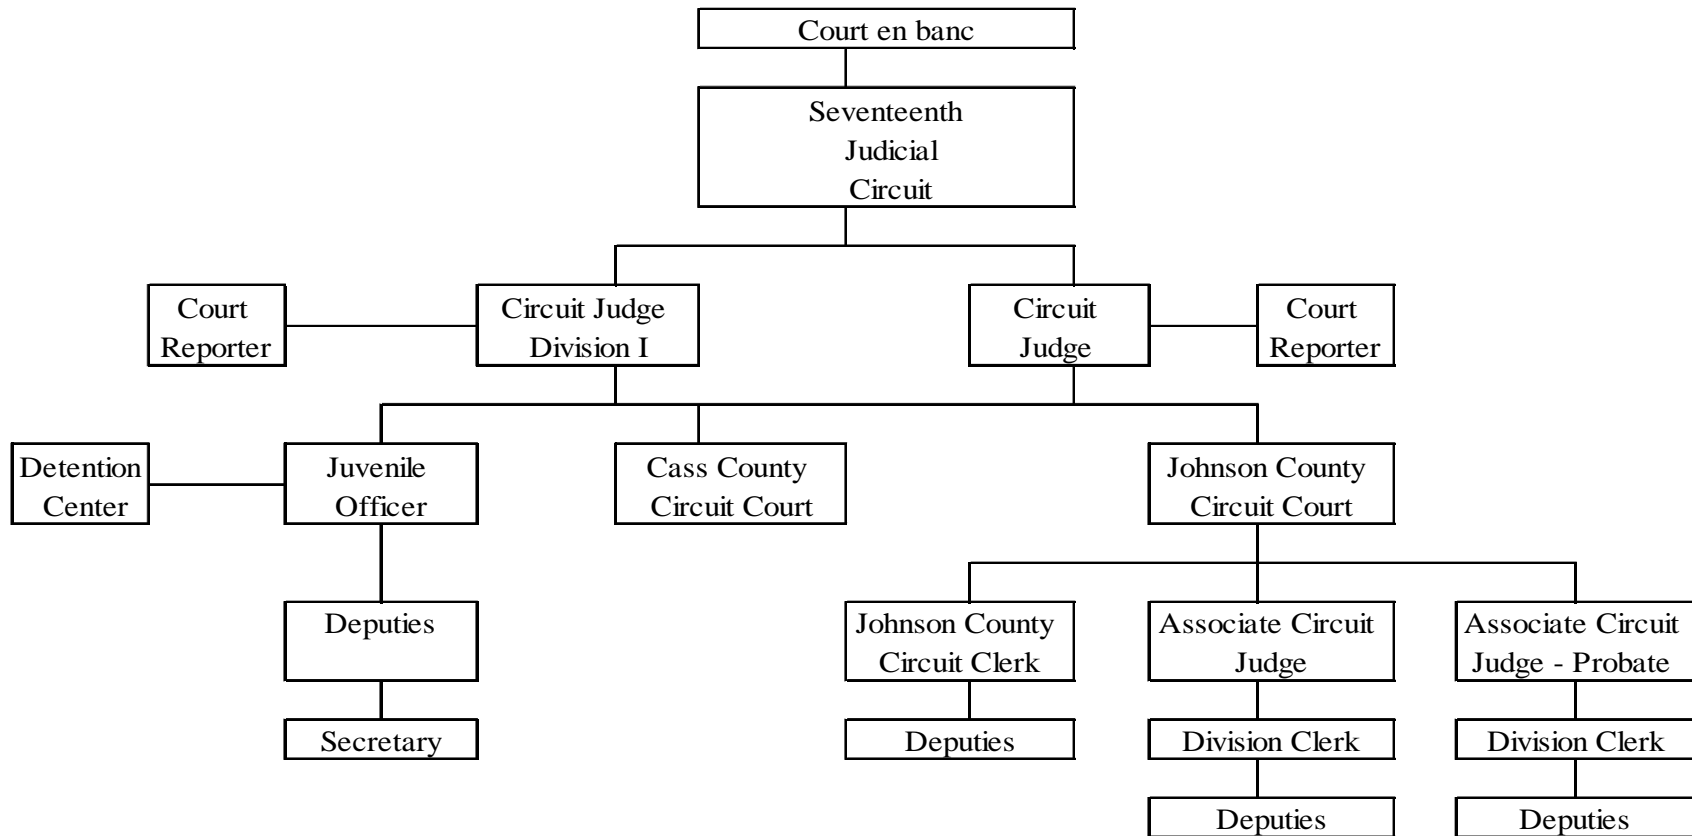 Court en banc
Seventeenth
Judicial
Circuit
Court
Reporter
Circuit Judge
Division I
Circuit
Judge
Court
Reporter
Detention
Center
Juvenile
Officer
Cass County
Circuit Court
Johnson County
Circuit Court
Deputies
Johnson County
Circuit Clerk
Associate Circuit
Judge
Associate Circuit
Judge - Probate
Secretary
Deputies
Division Clerk
Division Clerk
Deputies
Deputies